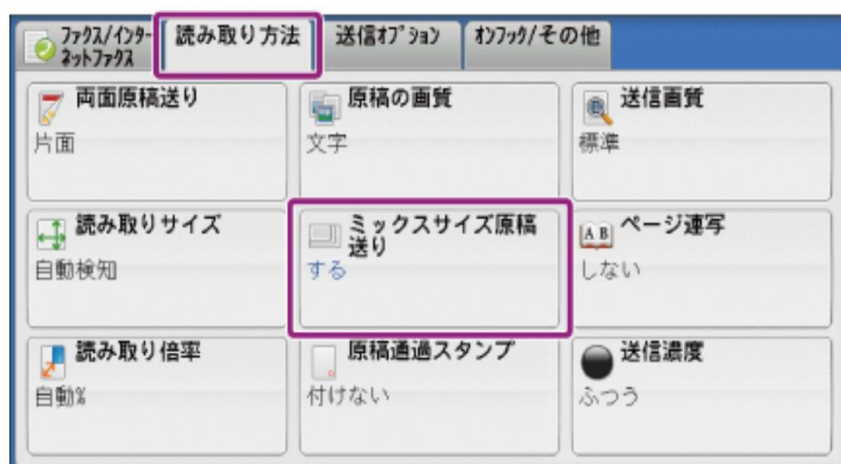 ファクス/インター
ネットファクス
読み取り方法
送信オプション
オンフック/その他
両面原稿送り
片面
原稿の画質
文字
送信画質
標準
読み取りサイズ
自動検知
ミックスサイズ原稿
送り
する
A B
ページ連写
しない
読み取り倍率
自動%
原稿通過スタンプ
付けない
送信濃度
ふつう